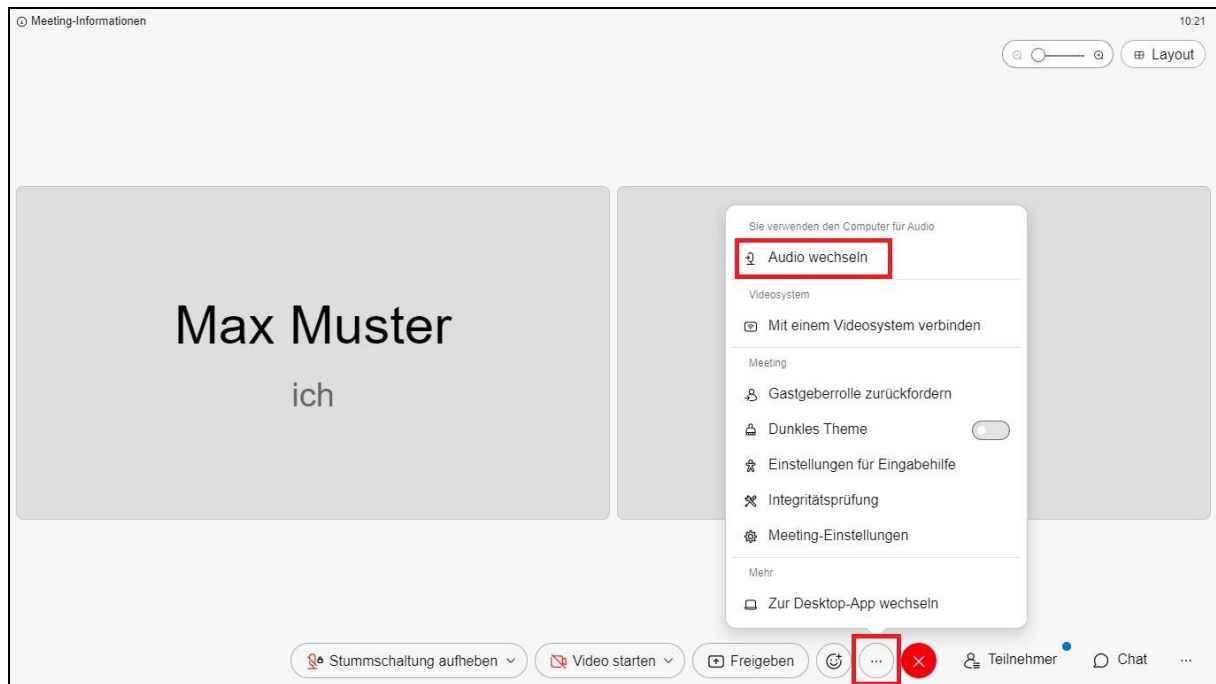 Meeting-Informationen
10:21
Layout
Max Muster
ich
Sie verwenden den Computer für Audio
Audio wechseln
Videosystem
Mit einem Videosystem verbinden
Meeting
Gastgeberrolle zurückfordern
Dunkles Theme
Einstellungen für Eingabehilfe
Integritätsprüfung
Meeting-Einstellungen
Mehr
Zur Desktop-App wechseln
Stummschaltung aufheben
Video starten
Freigeben
Teilnehmer
Chat